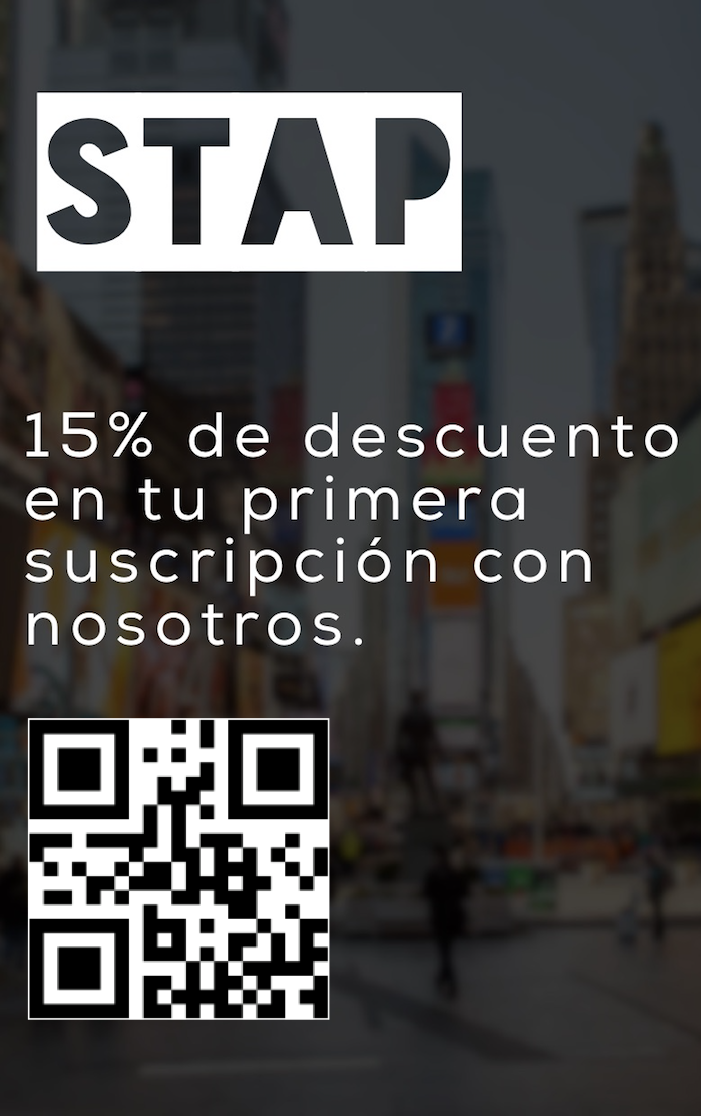 STAP
15% de descuento
en tu primera
suscripción con
nosotros.